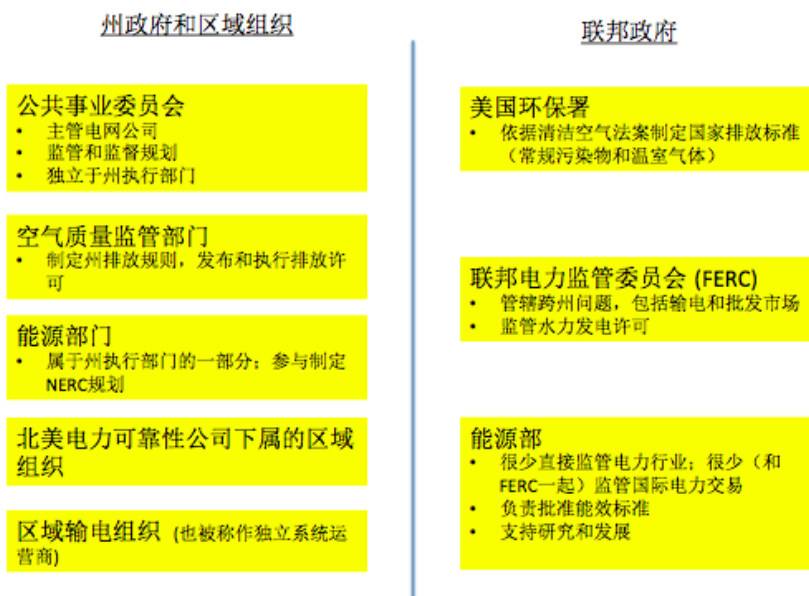 州政府和区域组织
公共事业委员会
• 主管电网公司
• 监管和监督规划
• 独立于州执行部门
空气质量监管部门
• 制定州排放规则，发布和执行排放许
可
能源部门
• 属于州执行部门的一部分；参与制定
NERC规划
北美电力可靠性公司下属的区域
组织
区域输电组织 (也被称作独立系统运
营商)
联邦政府
美国环保署
• 依据清洁空气法案制定国家排放标准
（常规污染物和温室气体）
联邦电力监管委员会 (FERC)
• 管辖跨州问题，包括输电和批发市场
• 监管水力发电许可
能源部
• 很少直接监管电力行业；很少（和
FERC一起）监管国际电力交易
• 负责批准能效标准
• 支持研究和发展